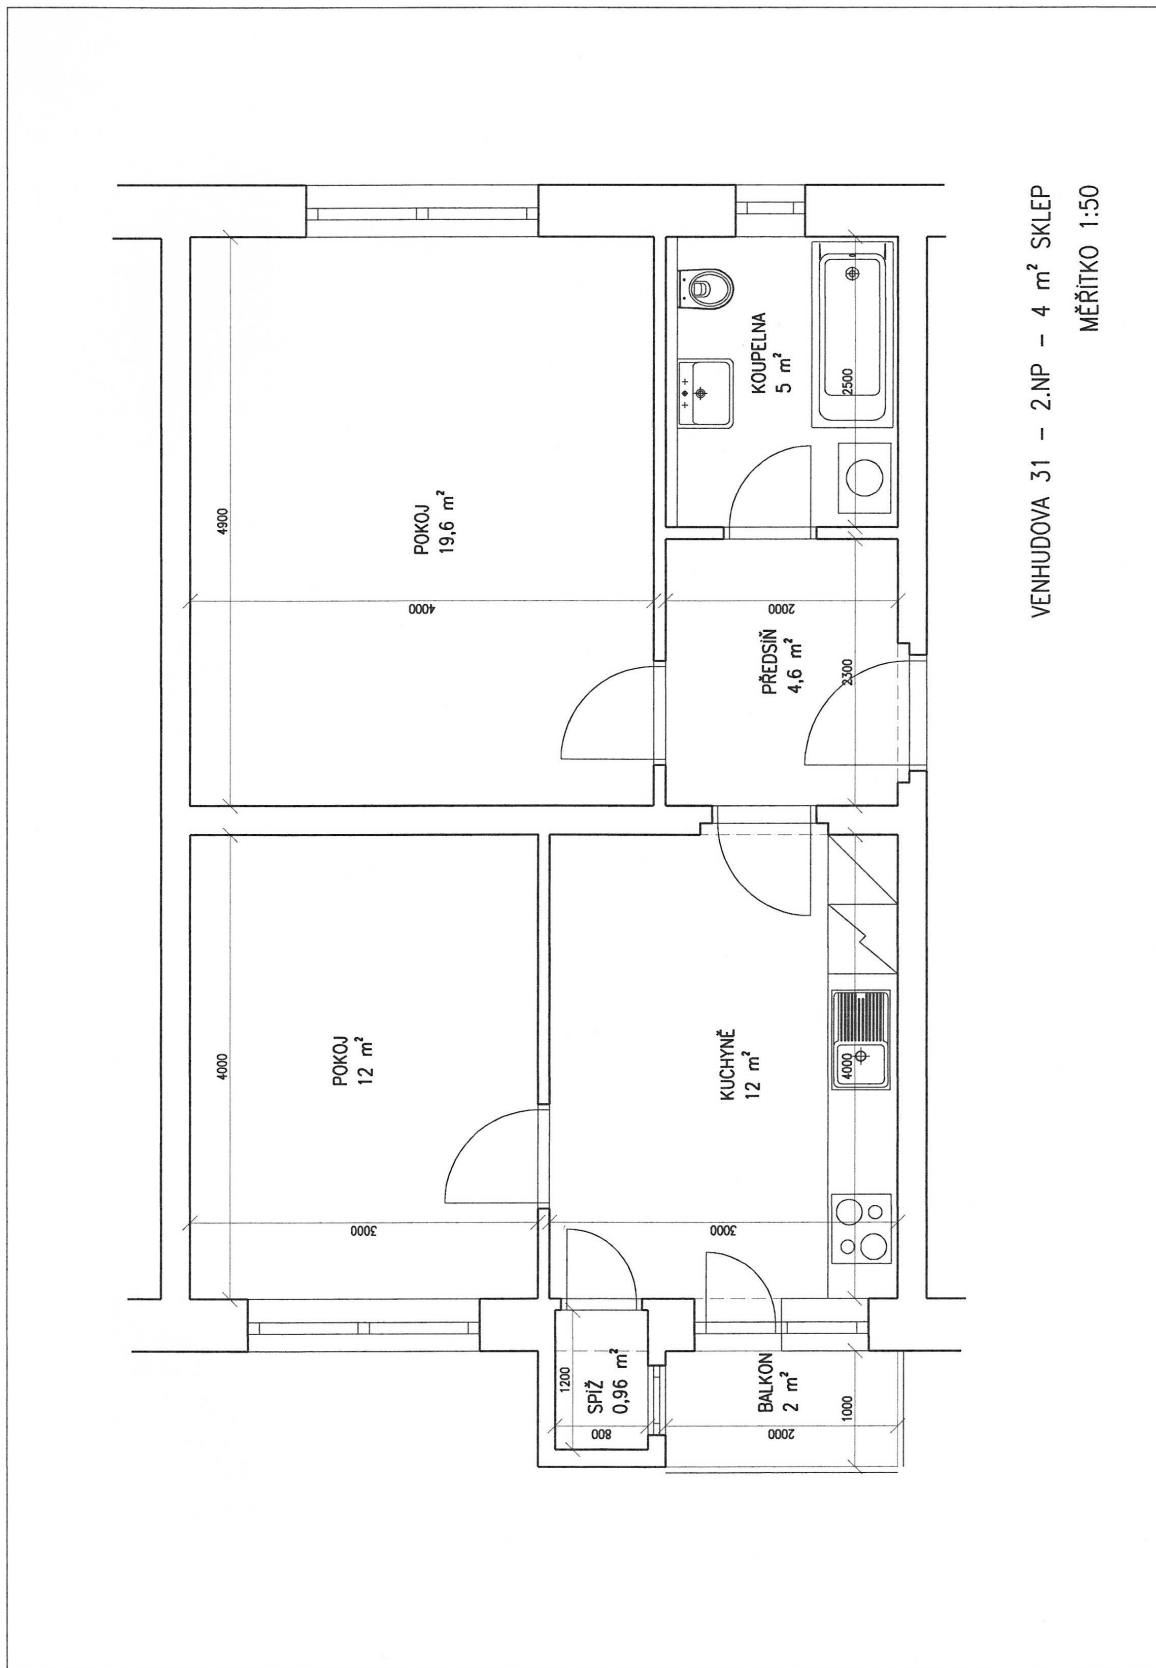 POKOJ
12 m²
4000
3000
POKOJ
19,6 m²
4900
4000
SPÍŽ
0,96 m²
1200
800
KUCHYNĚ
12 m²
4000
3000
PŘEDSÍŇ
4,6 m²
2300
2000
KOUPELNA
5 m²
2500
BALKON
2 m²
1000
2000
VENHUDOVA 31 - 2.NP - 4 m² SKLEP
MĚŘÍTKO 1:50